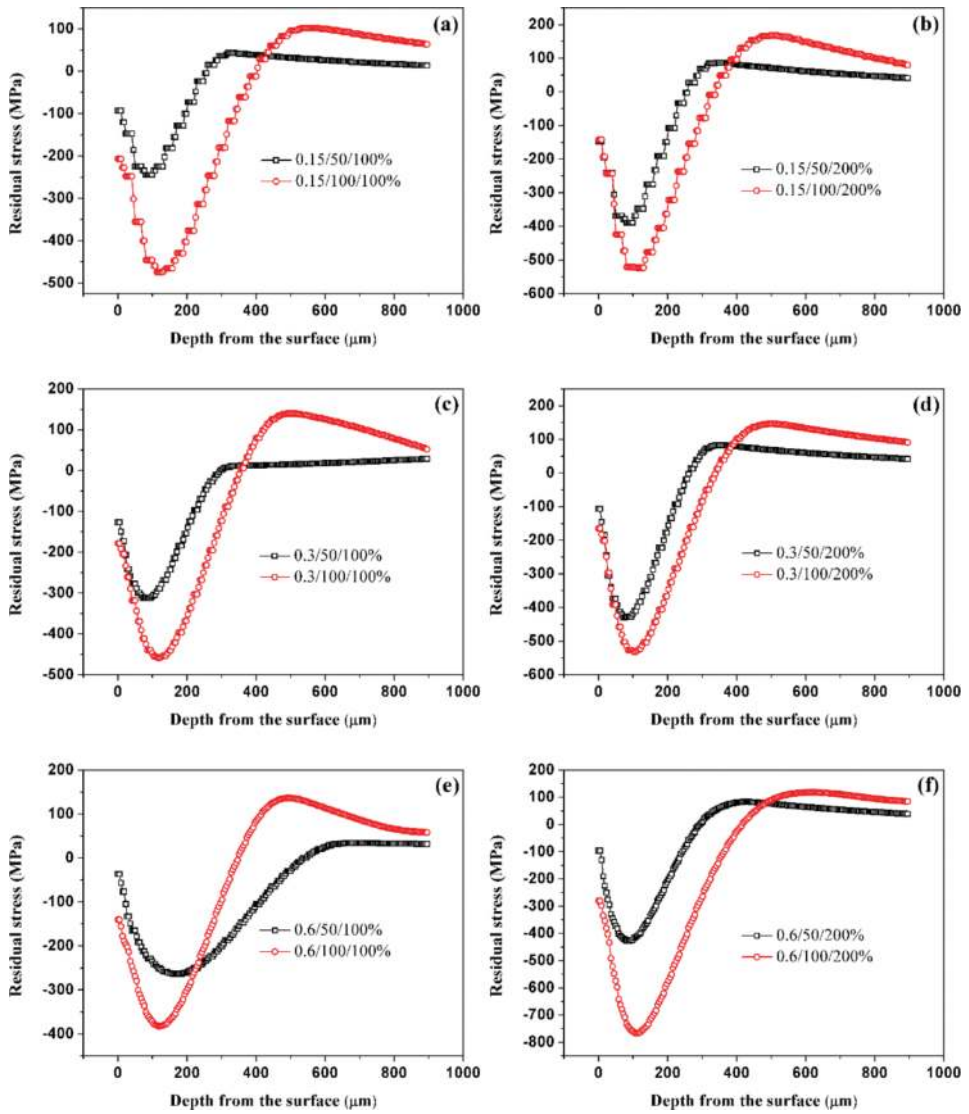 (a)
Residual stress (MPa)
100
0
-100
-200
-300
-400
-500
0.15/50/100%
0.15/100/100%
0 200 400 600 800 1000
Depth from the surface (μm)
(b)
Residual stress (MPa)
200
100
0
-100
-200
-300
-400
-500
-600
0.15/50/200%
0.15/100/200%
0 200 400 600 800 1000
Depth from the surface (μm)
(c)
Residual stress (MPa)
200
100
0
-100
-200
-300
-400
-500
0.3/50/100%
0.3/100/100%
0 200 400 600 800 1000
Depth from the surface (μm)
(d)
Residual stress (MPa)
200
100
0
-100
-200
-300
-400
-500
-600
0.3/50/200%
0.3/100/200%
0 200 400 600 800 1000
Depth from the surface (μm)
(e)
Residual stress (MPa)
200
100
0
-100
-200
-300
-400
0.6/50/100%
0.6/100/100%
0 200 400 600 800 1000
Depth from the surface (μm)
(f)
Residual stress (MPa)
200
100
0
-100
-200
-300
-400
-500
-600
-700
-800
0.6/50/200%
0.6/100/200%
0 200 400 600 800 1000
Depth from the surface (μm)